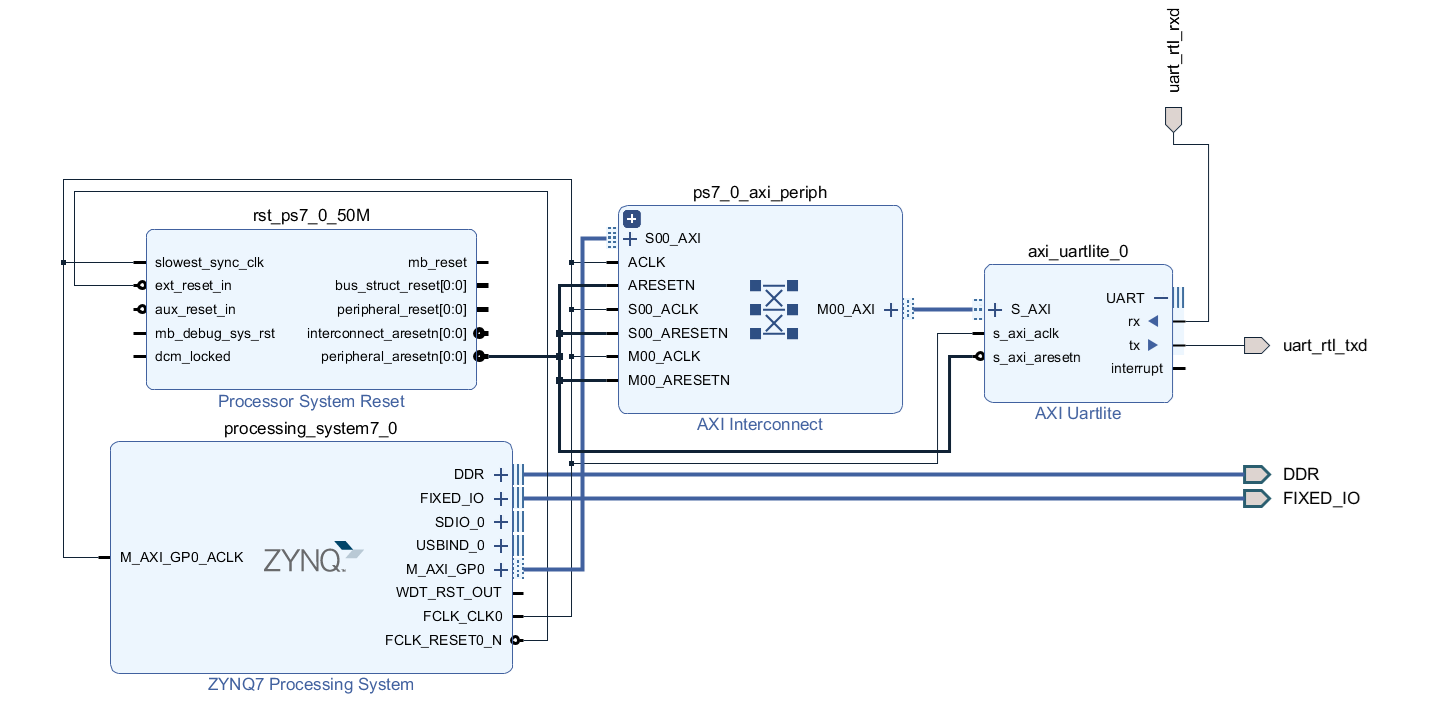 uart_rtl_rxd
rst_ps7_0_50M
slowest_sync_clk
ext_reset_in
aux_reset_in
mb_debug_sys_rst
dcm_locked
mb_reset
bus_struct_reset[0:0]
peripheral_reset[0:0]
interconnect_aresetn[0:0]
peripheral_aresetn[0:0]
Processor System Reset
ps7_0_axi_periph
S00_AXI
ACLK
ARESETN
S00_ACLK
S00_ARESETN
M00_ACLK
M00_ARESETN
M00_AXI
AXI Interconnect
axi_uartlite_0
S_AXI
s_axi_aclk
s_axi_aresetn
UART
rx
tx
interrupt
AXI Uartlite
uart_rtl_txd
processing_system7_0
M_AXI_GP0_ACLK
ZYNQ
DDR
FIXED_IO
SDIO_0
USBIND_0
M_AXI_GP0
WDT_RST_OUT
FCLK_CLK0
FCLK_RESET0_N
ZYNQ7 Processing System
DDR
FIXED_IO